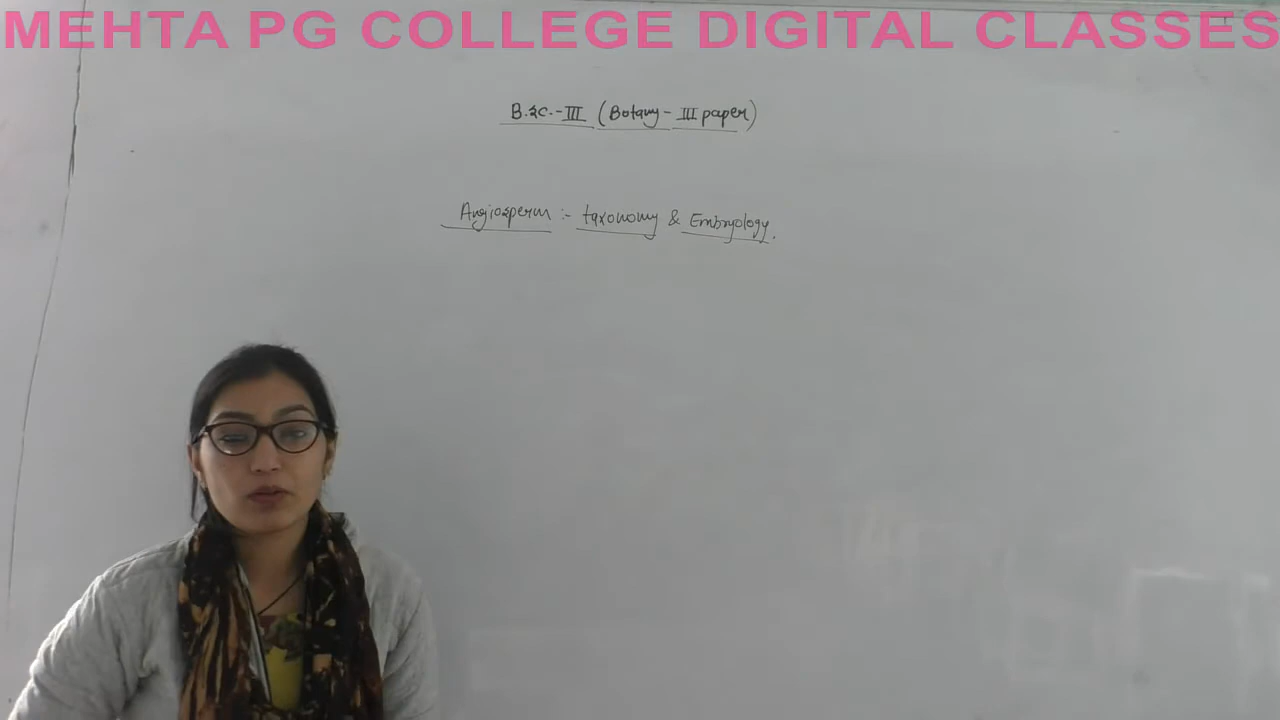 MEHTA PG COLLEGE DIGITAL CLASSES
B.Sc.-III (Botany - III paper)
Angiosperm :- taxonomy & Embryology.